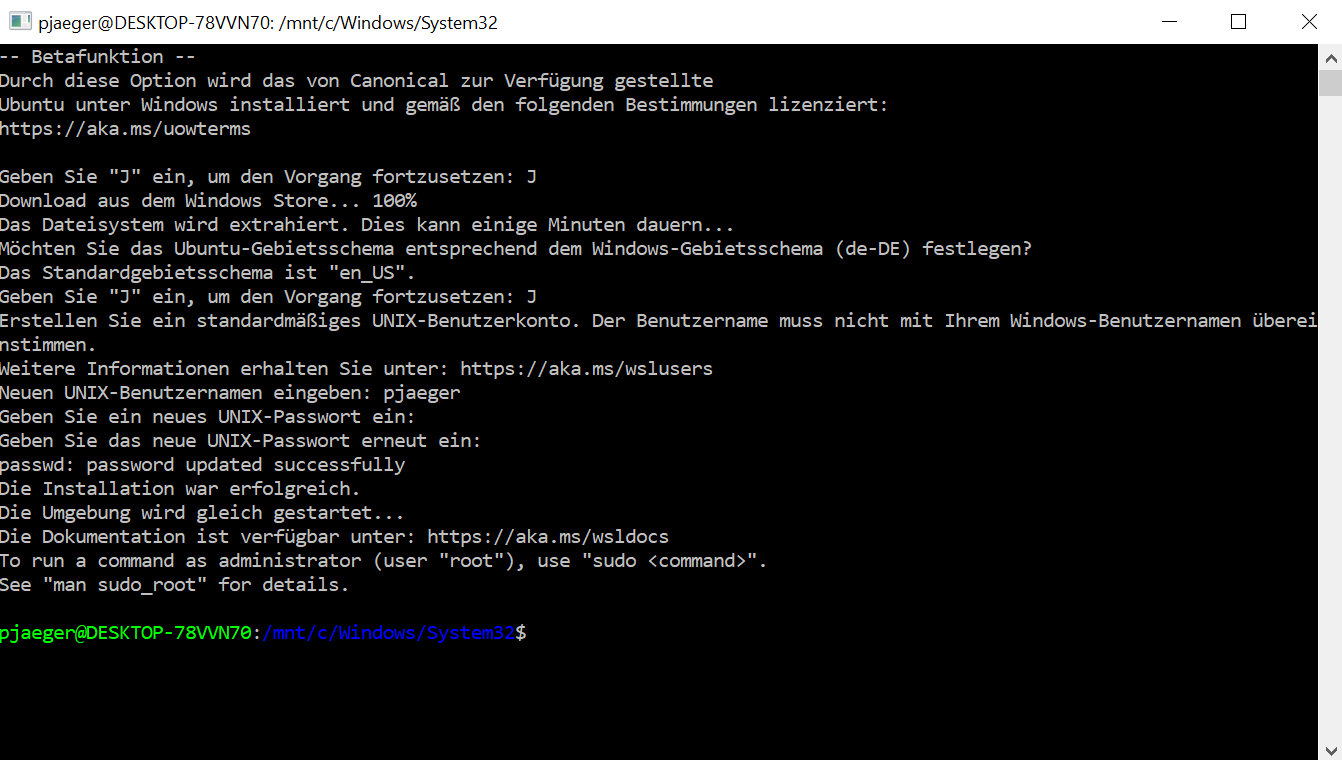 pjaeger@DESKTOP-78VVN70: /mnt/c/Windows/System32
-- Betafunktion --
Durch diese Option wird das von Canonical zur Verfügung gestellte
Ubuntu unter Windows installiert und gemäß den folgenden Bestimmungen lizenziert:
https://aka.ms/uowterms
Geben Sie "J" ein, um den Vorgang fortzusetzen: J
Download aus dem Windows Store... 100%
Das Dateisystem wird extrahiert. Dies kann einige Minuten dauern...
Möchten Sie das Ubuntu-Gebietsschema entsprechend dem Windows-Gebietsschema (de-DE) festlegen?
Das Standardgebietsschema ist "en_US".
Geben Sie "J" ein, um den Vorgang fortzusetzen: J
Erstellen Sie ein standardmäßiges UNIX-Benutzerkonto. Der Benutzername muss nicht mit Ihrem Windows-Benutzernamen überei
nstimmen.
Weitere Informationen erhalten Sie unter: https://aka.ms/wslusers
Neuen UNIX-Benutzernamen eingeben: pjaeger
Geben Sie ein neues UNIX-Passwort ein:
Geben Sie das neue UNIX-Passwort erneut ein:
passwd: password updated successfully
Die Installation war erfolgreich.
Die Umgebung wird gleich gestartet...
Die Dokumentation ist verfügbar unter: https://aka.ms/wsldocs
To run a command as administrator (user "root"), use "sudo <command>".
See "man sudo_root" for details.
pjaeger@DESKTOP-78VVN70:/mnt/c/Windows/System32$